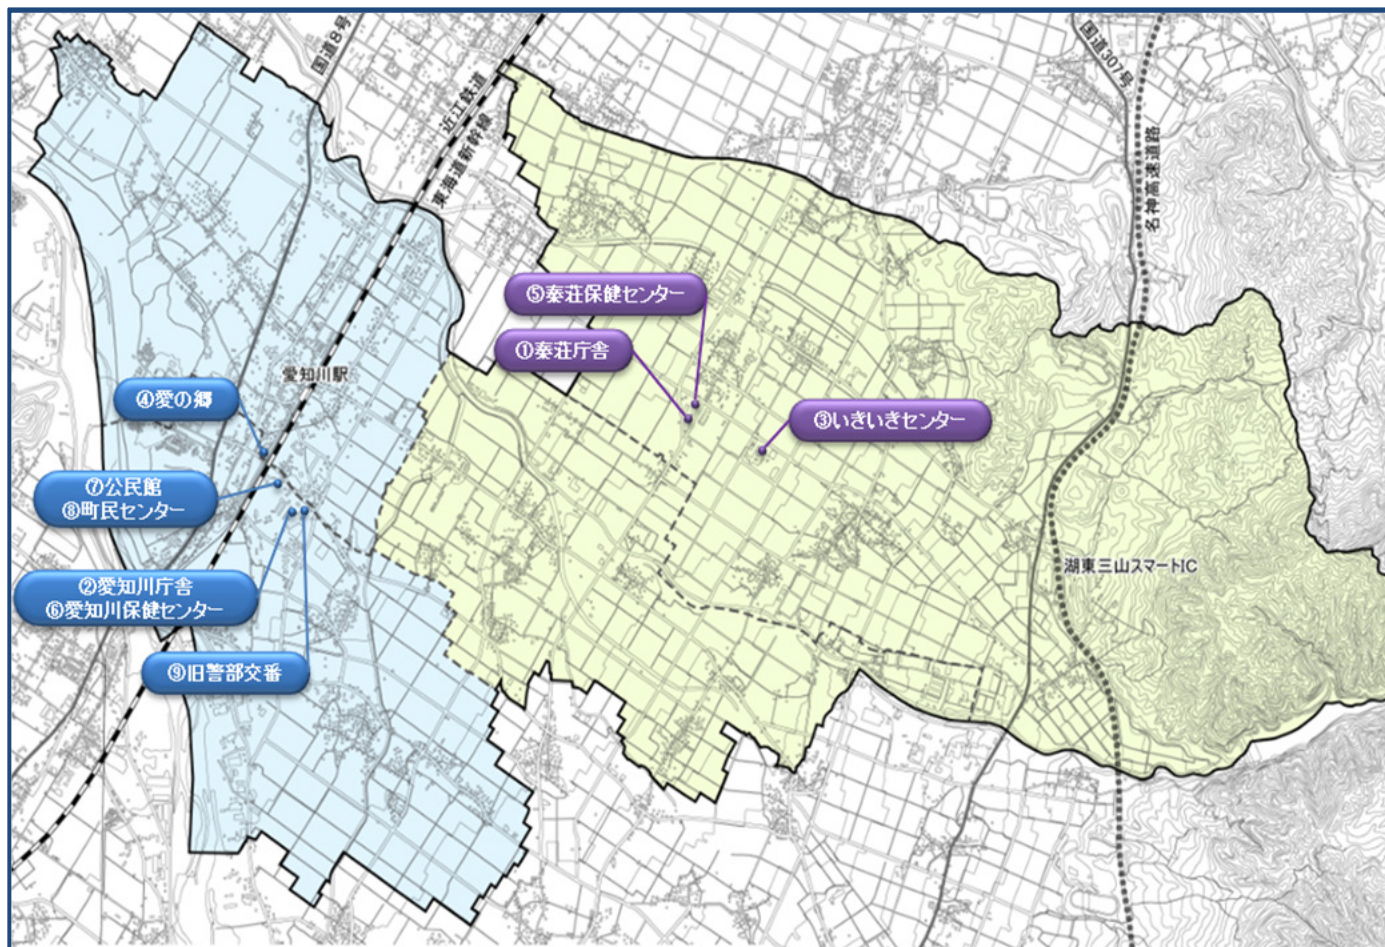 国道8号
近江鉄道
東海道新幹線
国道307号
名神高速道路
⑤秦荘保健センター
①秦荘庁舎
愛知川駅
④愛の郷
③いきいきセンター
⑦公民館
⑧町民センター
②愛知川庁舎
⑥愛知川保健センター
湖東三山スマートIC
⑨旧警部交番